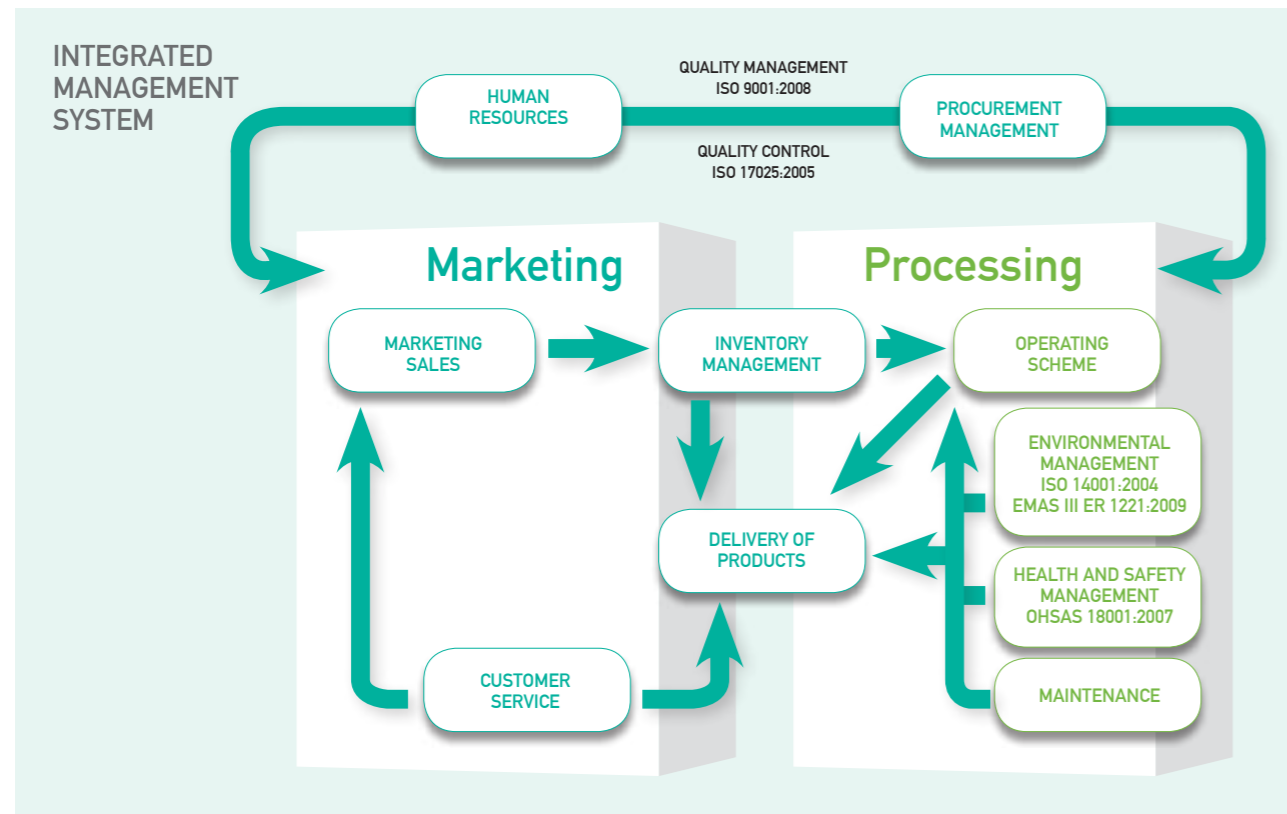 INTEGRATED
MANAGEMENT
SYSTEM
HUMAN
RESOURCES
QUALITY MANAGEMENT
ISO 9001:2008
QUALITY CONTROL
ISO 17025:2005
PROCUREMENT
MANAGEMENT
Marketing
Processing
MARKETING
SALES
INVENTORY
MANAGEMENT
OPERATING
SCHEME
ENVIRONMENTAL
MANAGEMENT
ISO 14001:2004
EMAS III ER 1221:2009
DELIVERY OF
PRODUCTS
HEALTH AND SAFETY
MANAGEMENT
OHSAS 18001:2007
CUSTOMER
SERVICE
MAINTENANCE